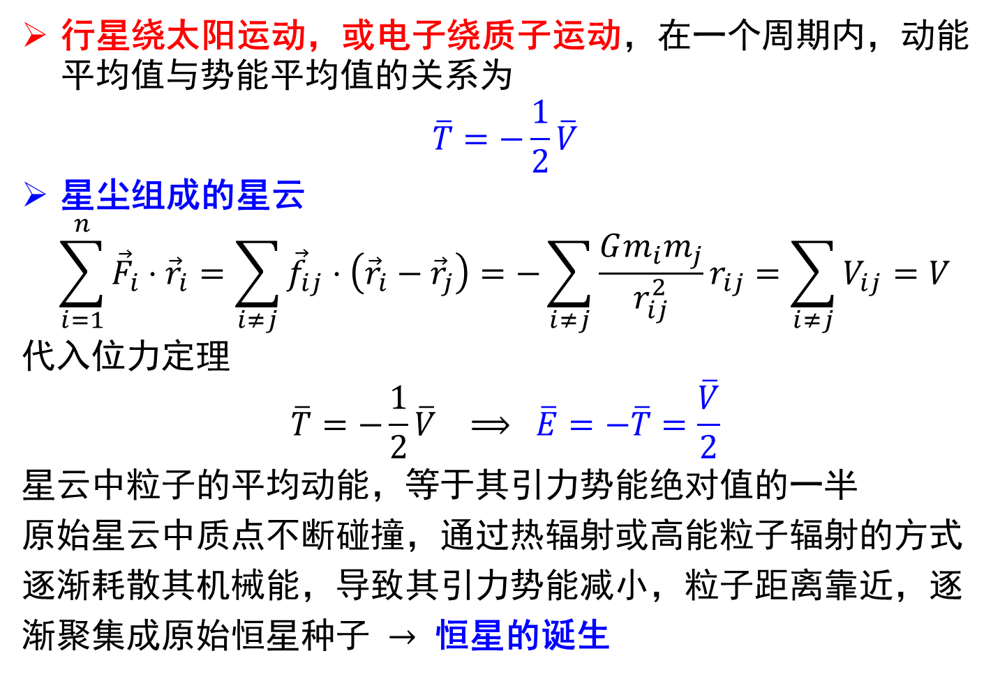 ➢ 行星绕太阳运动，或电子绕质子运动，在一个周期内，动能
平均值与势能平均值的关系为
$\bar{T} = -\frac{1}{2}\bar{V}$
➢ 星尘组成的星云
$\sum_{i=1}^{n} \vec{F}_i \cdot \vec{r}_i = \sum_{i \neq j} \vec{f}_{ij} \cdot (\vec{r}_i - \vec{r}_j) = -\sum_{i \neq j} \frac{G m_i m_j}{r_{ij}^2} r_{ij} = \sum_{i \neq j} V_{ij} = V$
代入位力定理
$\bar{T} = -\frac{1}{2}\bar{V} \implies \bar{E} = -\bar{T} = \frac{\bar{V}}{2}$
星云中粒子的平均动能，等于其引力势能绝对值的一半
原始星云中质点不断碰撞，通过热辐射或高能粒子辐射的方式
逐渐耗散其机械能，导致其引力势能减小，粒子距离靠近，逐
渐聚集成原始恒星种子 → 恒星的诞生